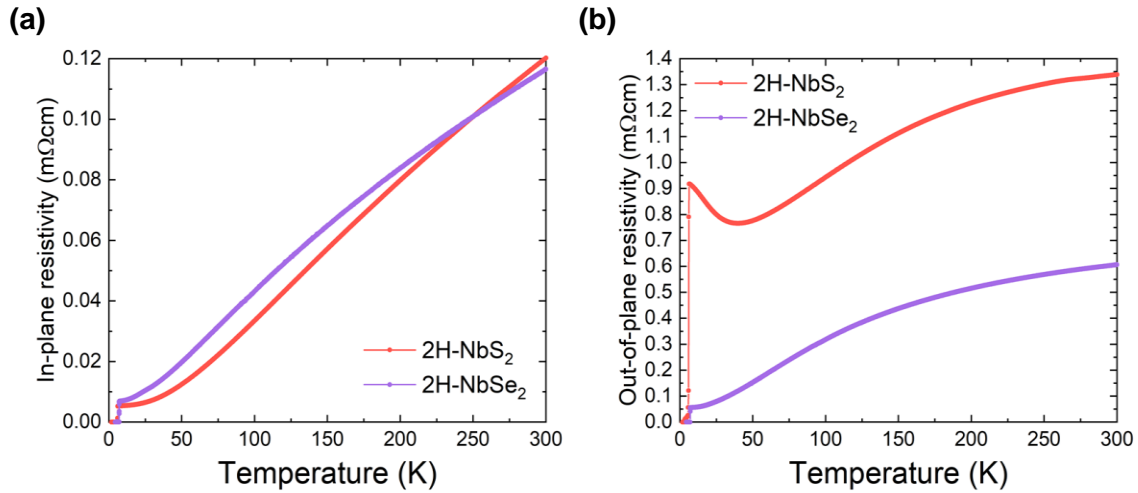 (a)
In-plane resistivity (mΩcm)
0.12
0.10
0.08
0.06
0.04
0.02
0.00
2H-NbS₂
2H-NbSe₂
0 50 100 150 200 250 300
Temperature (K)
(b)
Out-of-plane resistivity (mΩcm)
1.4
1.3
1.2
1.1
1.0
0.9
0.8
0.7
0.6
0.5
0.4
0.3
0.2
0.1
0.0
2H-NbS₂
2H-NbSe₂
0 50 100 150 200 250 300
Temperature (K)